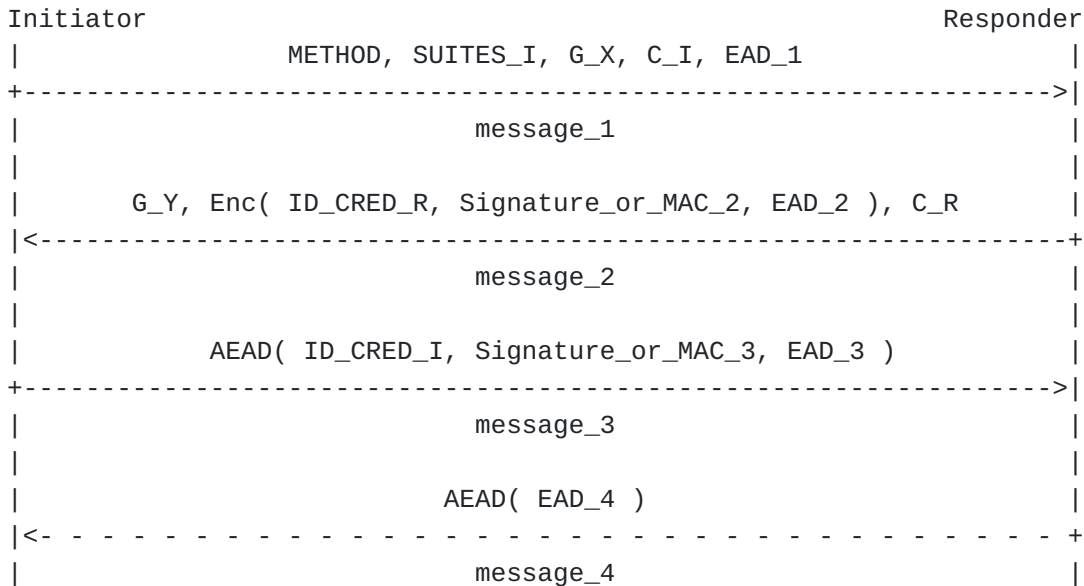 Initiator                                                   Responder
|                METHOD, SUITES_I, G_X, C_I, EAD_1                  |
+------------------------------------------------------------------>|
|                            message_1                              |
|                                                                   |
|       G_Y, Enc( ID_CRED_R, Signature_or_MAC_2, EAD_2 ), C_R       |
|<------------------------------------------------------------------+
|                            message_2                              |
|                                                                   |
|            AEAD( ID_CRED_I, Signature_or_MAC_3, EAD_3 )           |
+------------------------------------------------------------------>|
|                            message_3                              |
|                                                                   |
|                          AEAD( EAD_4 )                            |
|<- - - - - - - - - - - - - - - - - - - - - - - - - - - - - - - - - +
|                            message_4                              |